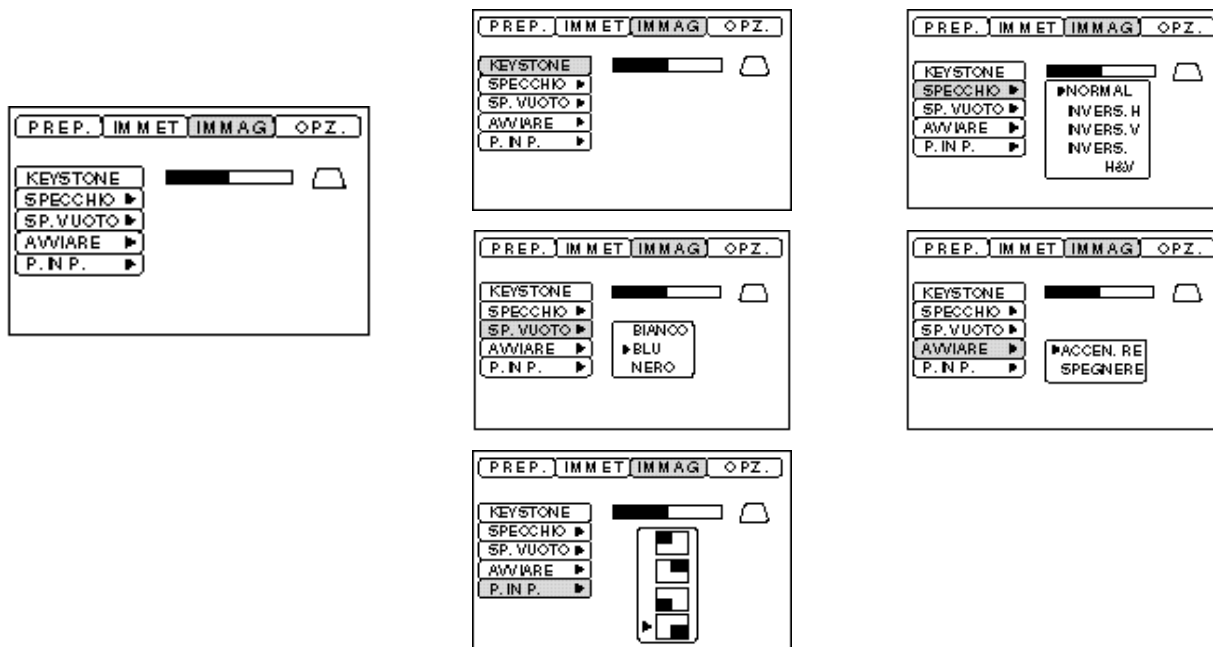 PREP. IMMET IMMAG OPZ.
KEYSTONE
SPECCHIO
SP. VUOTO
AVVIARE
P. IN P.
PREP. IMMET IMMAG OPZ.
KEYSTONE
SPECCHIO
SP. VUOTO
AVVIARE
P. IN P.
PREP. IMMET IMMAG OPZ.
KEYSTONE
SPECCHIO
SP. VUOTO
AVVIARE
P. IN P.
NORMAL
INVERS. H
INVERS. V
INVERS.
H&V
PREP. IMMET IMMAG OPZ.
KEYSTONE
SPECCHIO
SP. VUOTO
AVVIARE
P. IN P.
BIANCO
BLU
NERO
PREP. IMMET IMMAG OPZ.
KEYSTONE
SPECCHIO
SP. VUOTO
AVVIARE
P. IN P.
ACCEN. RE
SPEGNERE
PREP. IMMET IMMAG OPZ.
KEYSTONE
SPECCHIO
SP. VUOTO
AVVIARE
P. IN P.